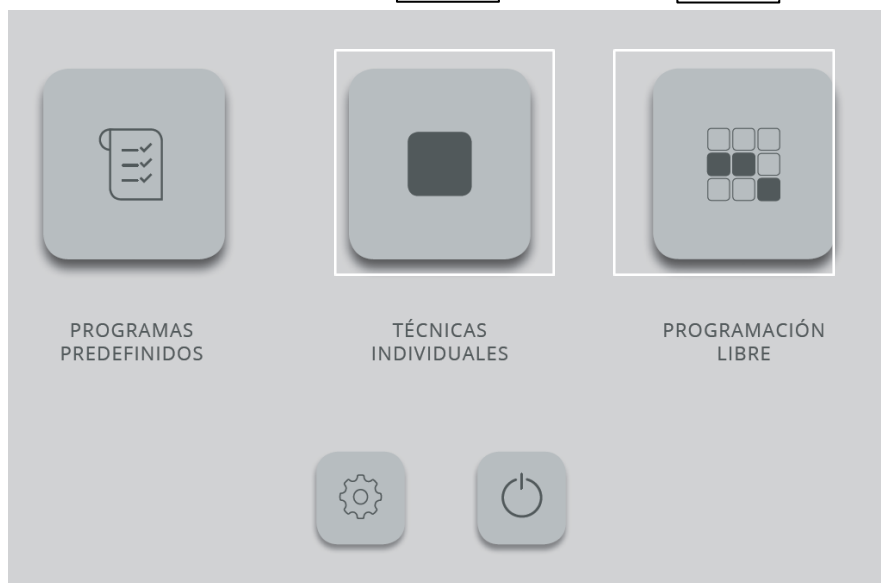 PROGRAMAS
PREDEFINIDOS
TÉCNICAS
INDIVIDUALES
PROGRAMACIÓN
LIBRE